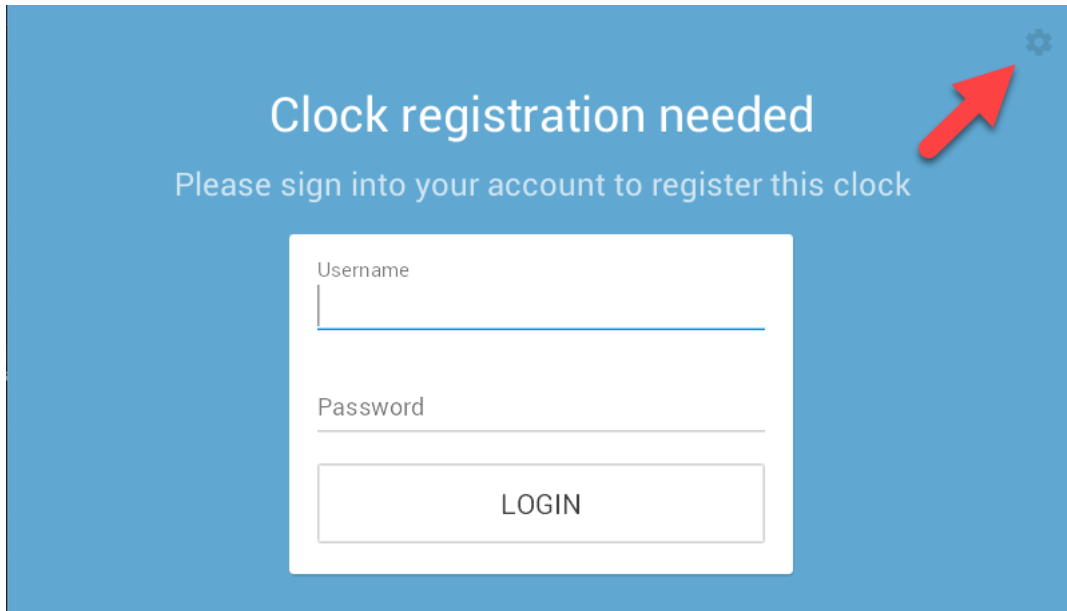 Clock registration needed
Please sign into your account to register this clock
Username
Password
LOGIN